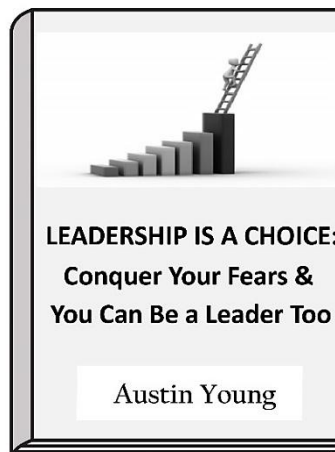 LEADERSHIP IS A CHOICE:
Conquer Your Fears &
You Can Be a Leader Too
Austin Young